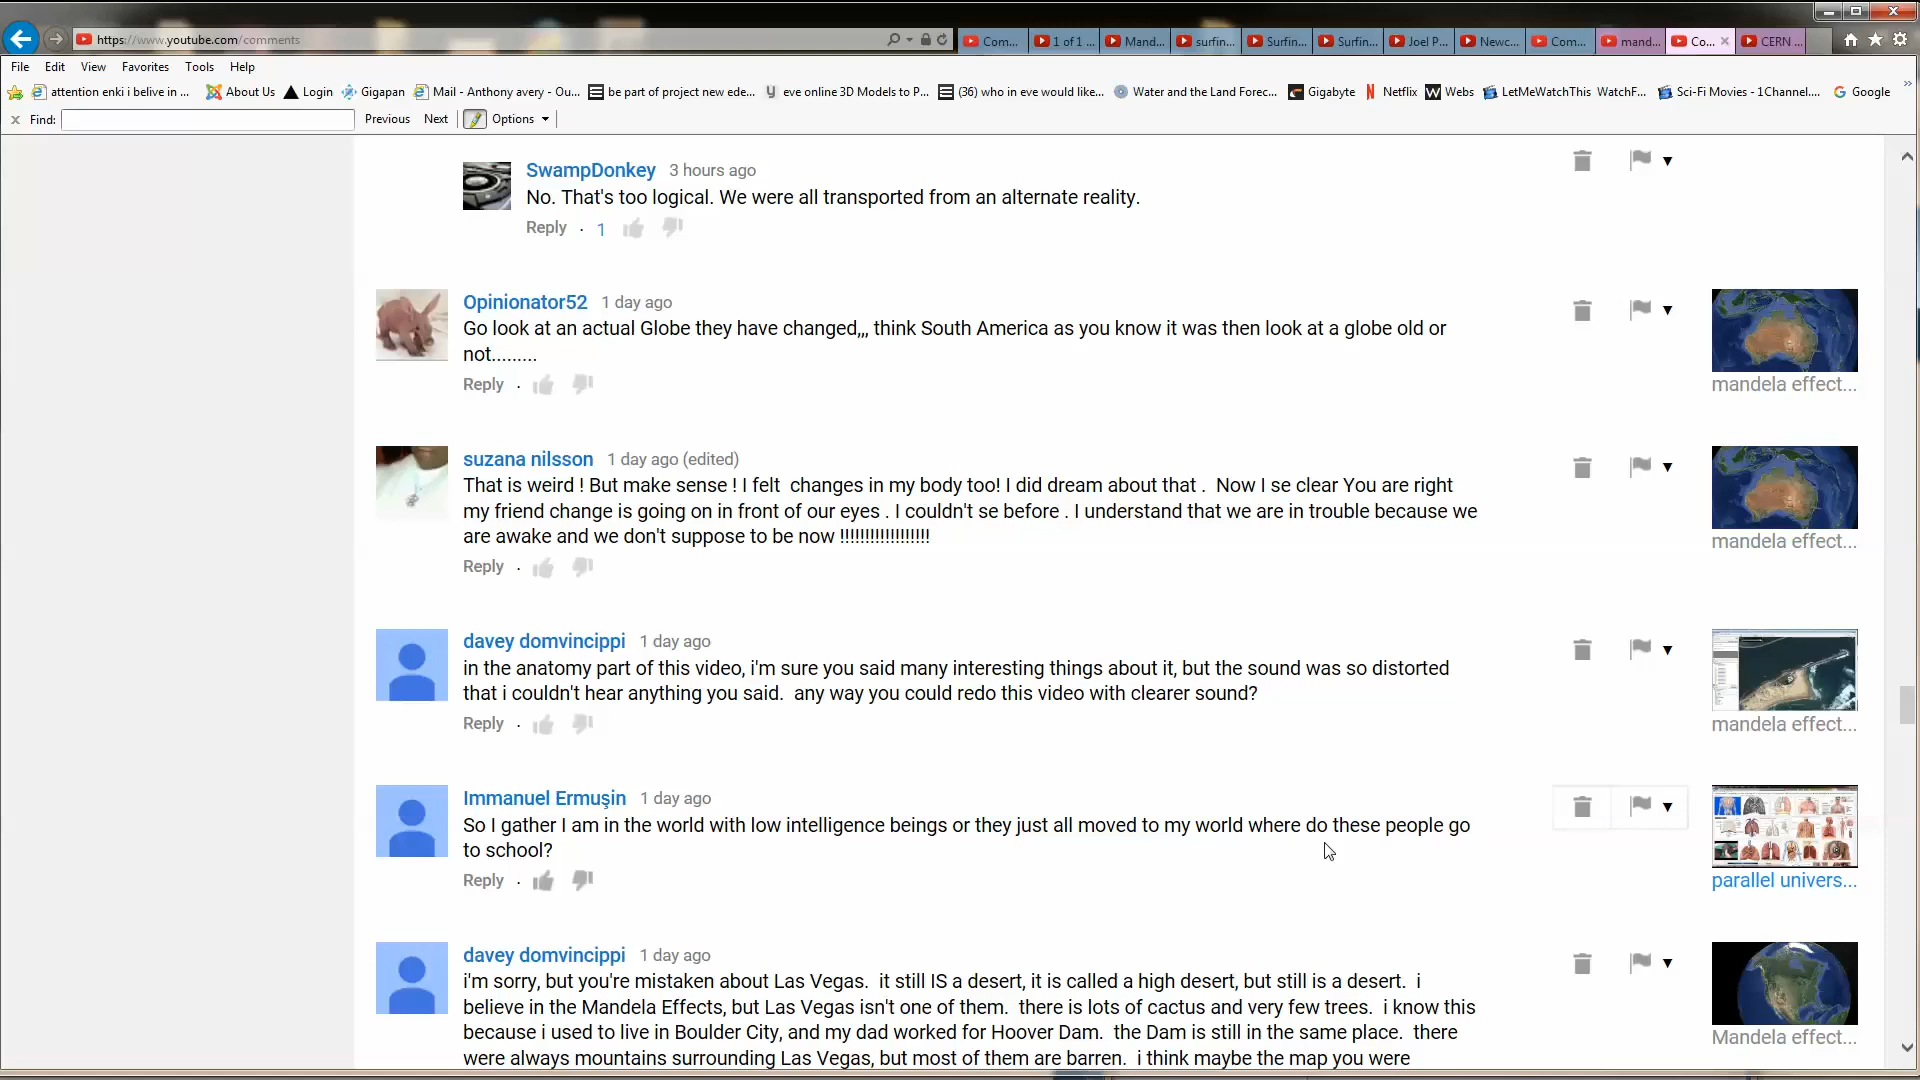 https://www.youtube.com/comments
Com...
1 of 1 ...
Mand...
surfin...
Surfin...
Surfin...
Joel P...
Newc...
Com...
mand...
Co...
CERN ...
File Edit View Favorites Tools Help
attention enki i belive in ...
About Us
Login
Gigapan
Mail - Anthony avery - Ou...
be part of project new ede...
eve online 3D Models to P...
(36) who in eve would like...
Water and the Land Forec...
Gigabyte
Netflix
Webs
LetMeWatchThis WatchF...
Sci-Fi Movies - 1Channel....
Google
Find:
Previous Next Options
SwampDonkey 3 hours ago
No. That's too logical. We were all transported from an alternate reality.
Reply · 1
Opinionator52 1 day ago
Go look at an actual Globe they have changed,,, think South America as you know it was then look at a globe old or
not.........
Reply ·
mandela effect...
suzana nilsson 1 day ago (edited)
That is weird ! But make sense ! I felt changes in my body too! I did dream about that . Now I se clear You are right
my friend change is going on in front of our eyes . I couldn't se before . I understand that we are in trouble because we
are awake and we don't suppose to be now !!!!!!!!!!!!!!!!!!
Reply ·
mandela effect...
davey domvincippi 1 day ago
in the anatomy part of this video, i'm sure you said many interesting things about it, but the sound was so distorted
that i couldn't hear anything you said. any way you could redo this video with clearer sound?
Reply ·
mandela effect...
Immanuel Ermuşin 1 day ago
So I gather I am in the world with low intelligence beings or they just all moved to my world where do these people go
to school?
Reply ·
parallel univers...
davey domvincippi 1 day ago
i'm sorry, but you're mistaken about Las Vegas. it still IS a desert, it is called a high desert, but still is a desert. i
believe in the Mandela Effects, but Las Vegas isn't one of them. there is lots of cactus and very few trees. i know this
because i used to live in Boulder City, and my dad worked for Hoover Dam. the Dam is still in the same place. there
were always mountains surrounding Las Vegas, but most of them are barren. i think maybe the map you were
Mandela effect...